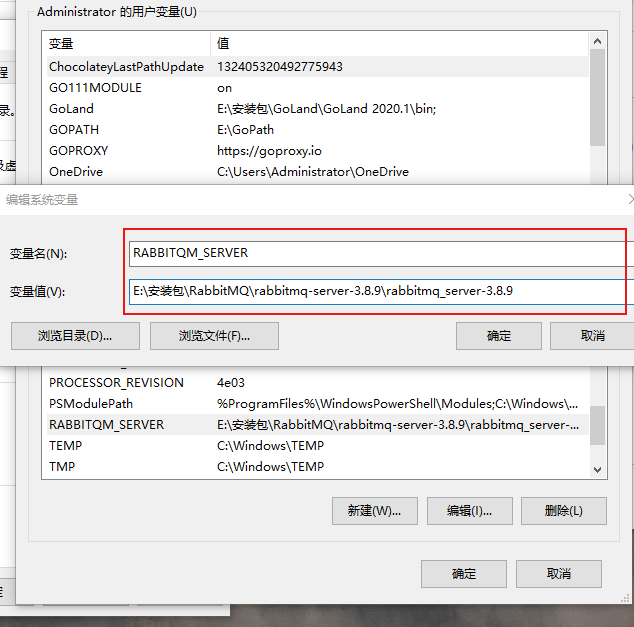 Administrator 的用户变量(U)
变量 值
ChocolateyLastPathUpdate 132405320492775943
GO111MODULE on
GoLand E:\安装包\GoLand\GoLand 2020.1\bin;
GOPATH E:\GoPath
GOPROXY https://goproxy.io
OneDrive C:\Users\Administrator\OneDrive
程
录。
及虚
编辑系统变量
变量名(N): RABBITQM_SERVER
变量值(V): E:\安装包\RabbitMQ\rabbitmq-server-3.8.9\rabbitmq_server-3.8.9
浏览目录(D)... 浏览文件(F)... 确定 取消
PROCESSOR_REVISION 4e03
PSModulePath %ProgramFiles%\WindowsPowerShell\Modules;C:\Windows\...
RABBITQM_SERVER E:\安装包\RabbitMQ\rabbitmq-server-3.8.9\rabbitmq_server-...
TEMP C:\Windows\TEMP
TMP C:\Windows\TEMP
新建(W)... 编辑(I)... 删除(L)
确定 取消